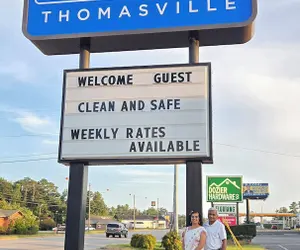 THOMASVILLE
WELCOME GUEST
CLEAN AND SAFE
WEEKLY RATES
AVAILABLE
DOZIER
HARDWARE